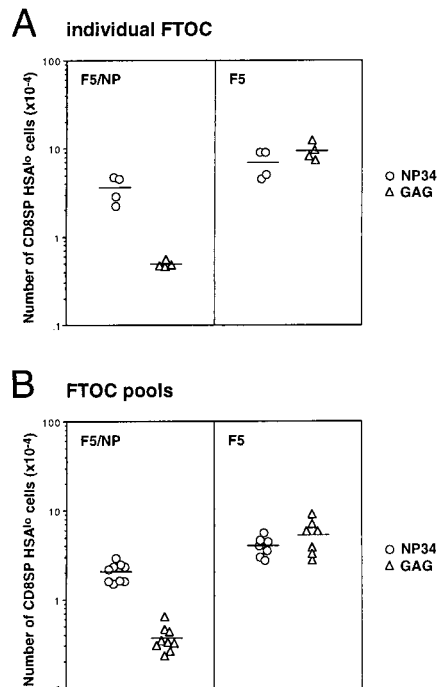 A individual FTOC
Number of CD8SP HSAlo cells (x10-4)
F5/NP
F5
100
10
1
.1
NP34
GAG
B FTOC pools
Number of CD8SP HSAlo cells (x10-4)
F5/NP
F5
100
10
1
NP34
GAG